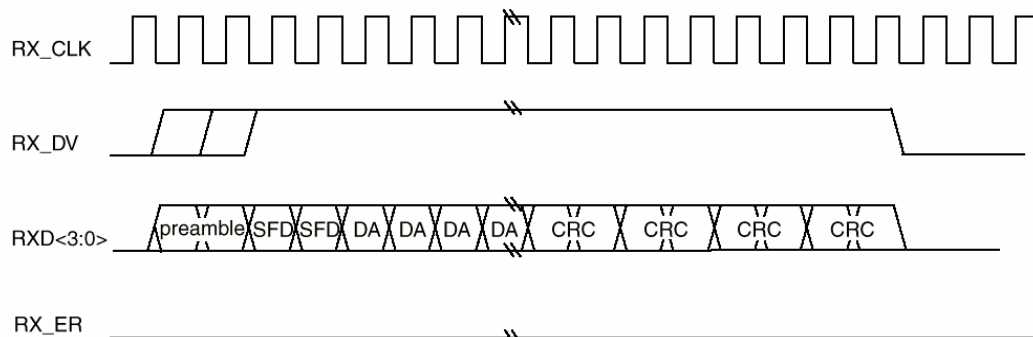 RX_CLK
RX_DV
RXD<3:0> preamble SFD SFD DA DA DA DA CRC CRC CRC CRC
RX_ER